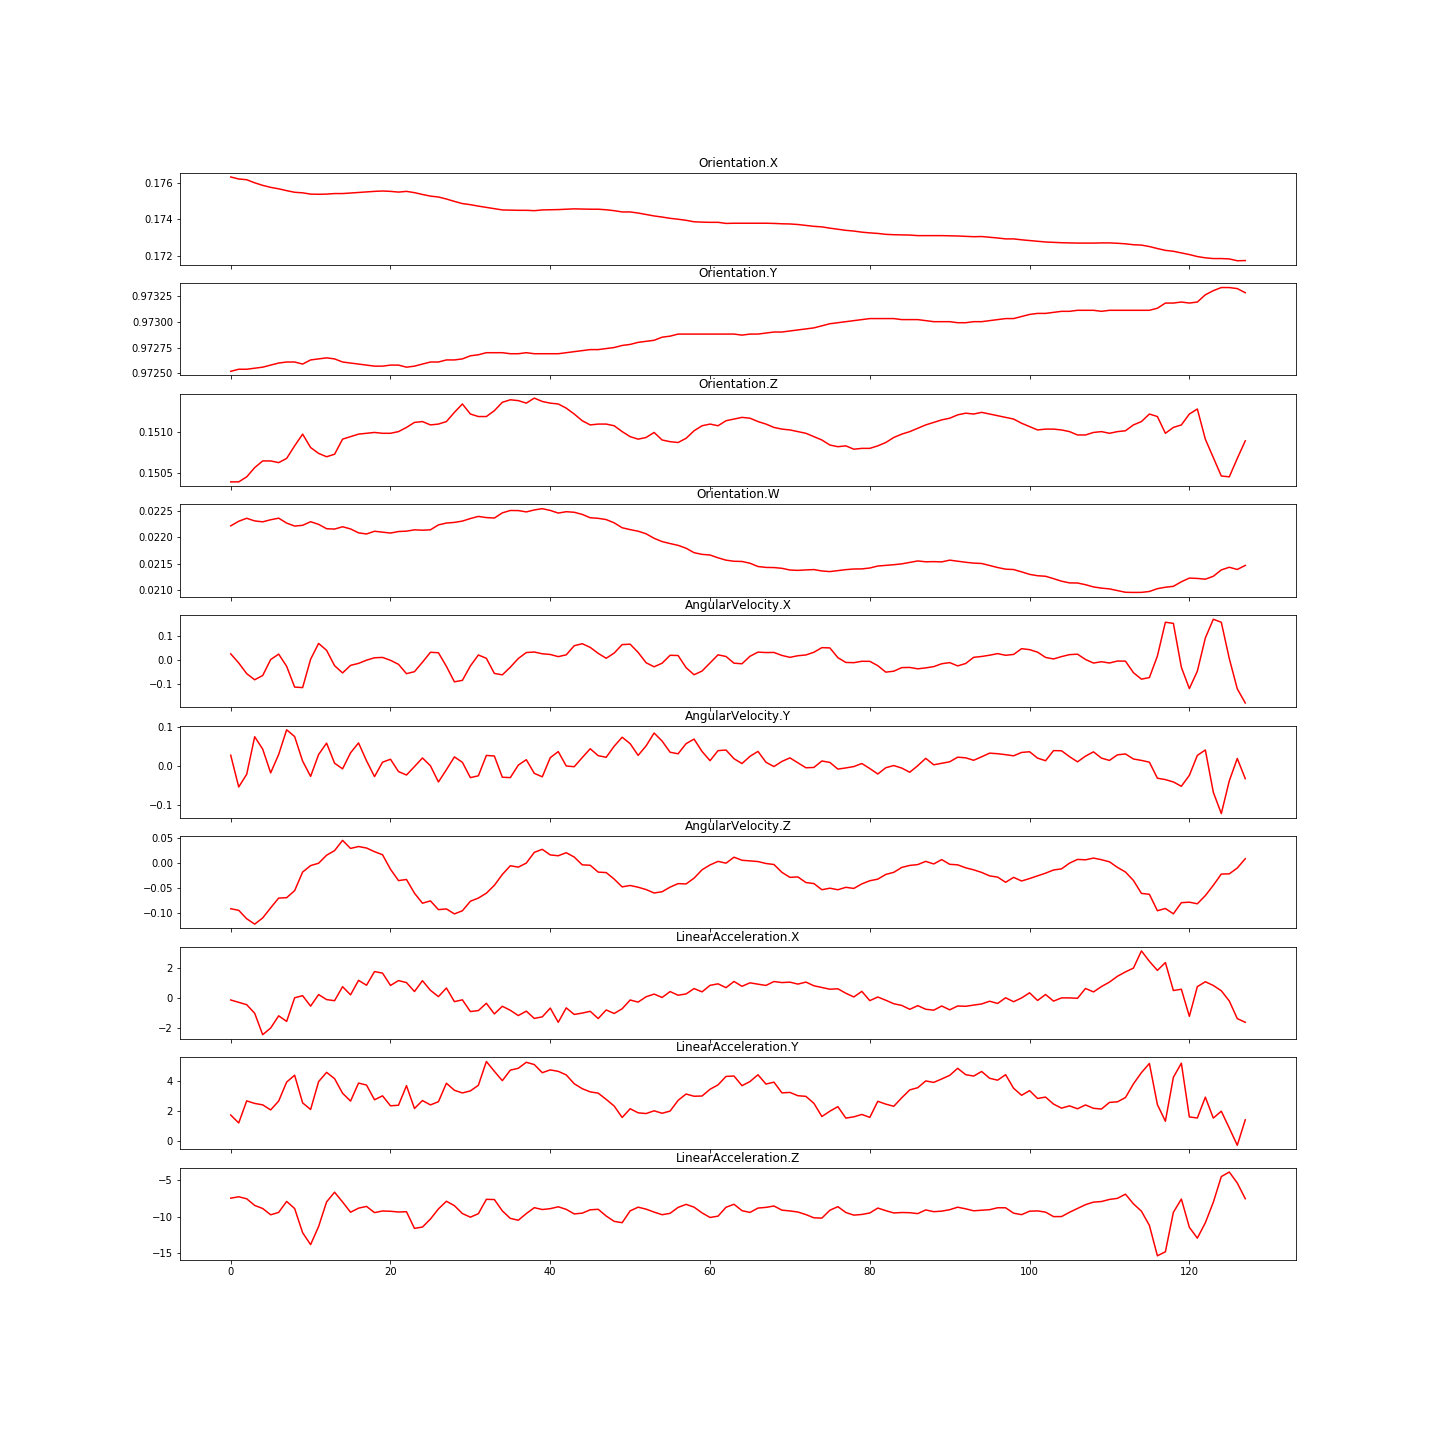 Orientation.X
0.176
0.174
0.172
Orientation.Y
0.97325
0.97300
0.97275
0.97250
Orientation.Z
0.1510
0.1505
Orientation.W
0.0225
0.0220
0.0215
0.0210
AngularVelocity.X
0.1
0.0
−0.1
AngularVelocity.Y
0.1
0.0
−0.1
AngularVelocity.Z
0.05
0.00
−0.05
−0.10
LinearAcceleration.X
2
0
−2
LinearAcceleration.Y
4
2
0
LinearAcceleration.Z
−5
−10
−15
0 20 40 60 80 100 120